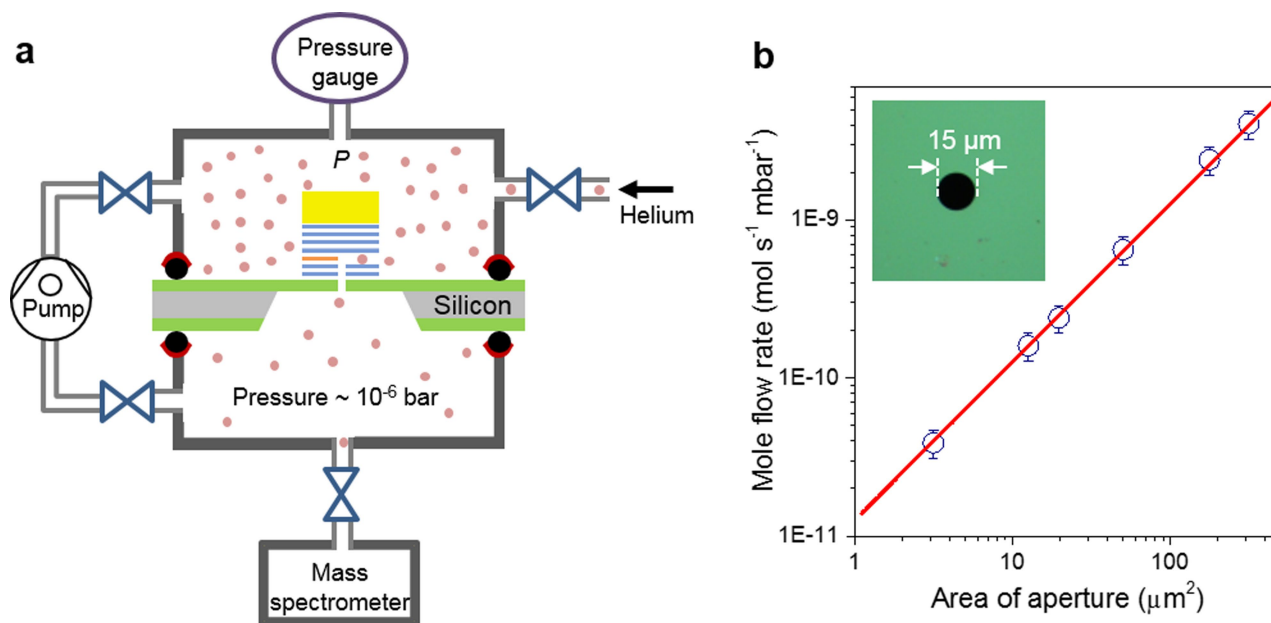 a
Pressure
gauge
P
Helium
Pump
Silicon
Pressure ~ 10⁻⁶ bar
Mass
spectrometer
b
Mole flow rate (mol s⁻¹ mbar⁻¹)
15 μm
1E-9
1E-10
1E-11
1
10
100
Area of aperture (μm²)